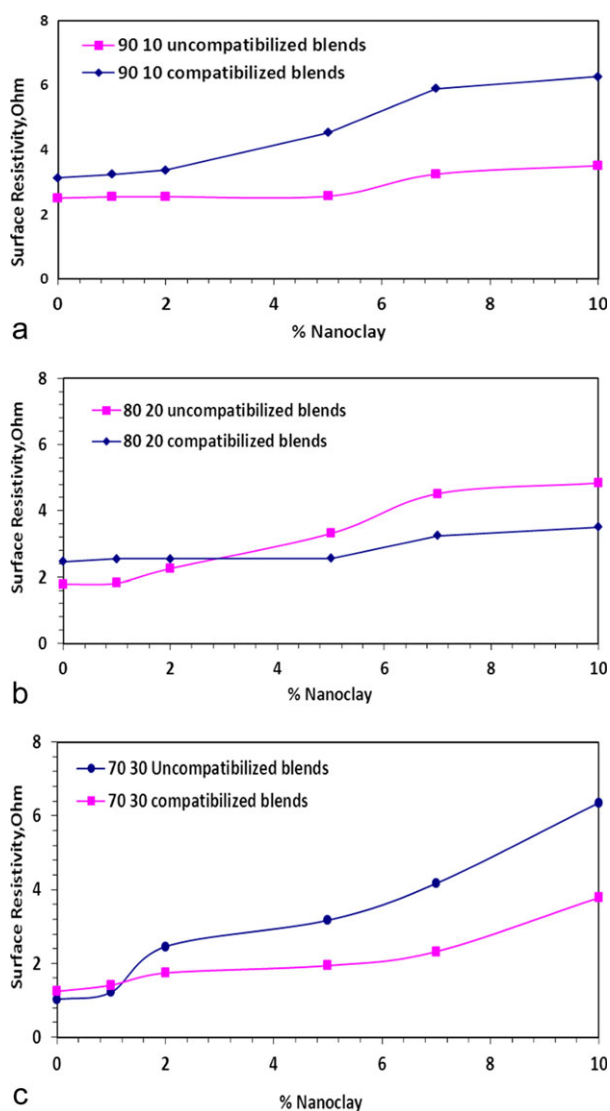 8
90 10 uncompatibilized blends
90 10 compatibilized blends
6
4
2
0
Surface Resistivity,Ohm
0 2 4 6 8 10
% Nanoclay
a
8
80 20 uncompatibilized blends
80 20 compatibilized blends
6
4
2
0
Surface Resistivity,Ohm
0 2 4 6 8 10
% Nanoclay
b
8
70 30 Uncompatibilized blends
70 30 compatibilized blends
6
4
2
0
Surface Resistivity,Ohm
0 2 4 6 8 10
% Nanoclay
c